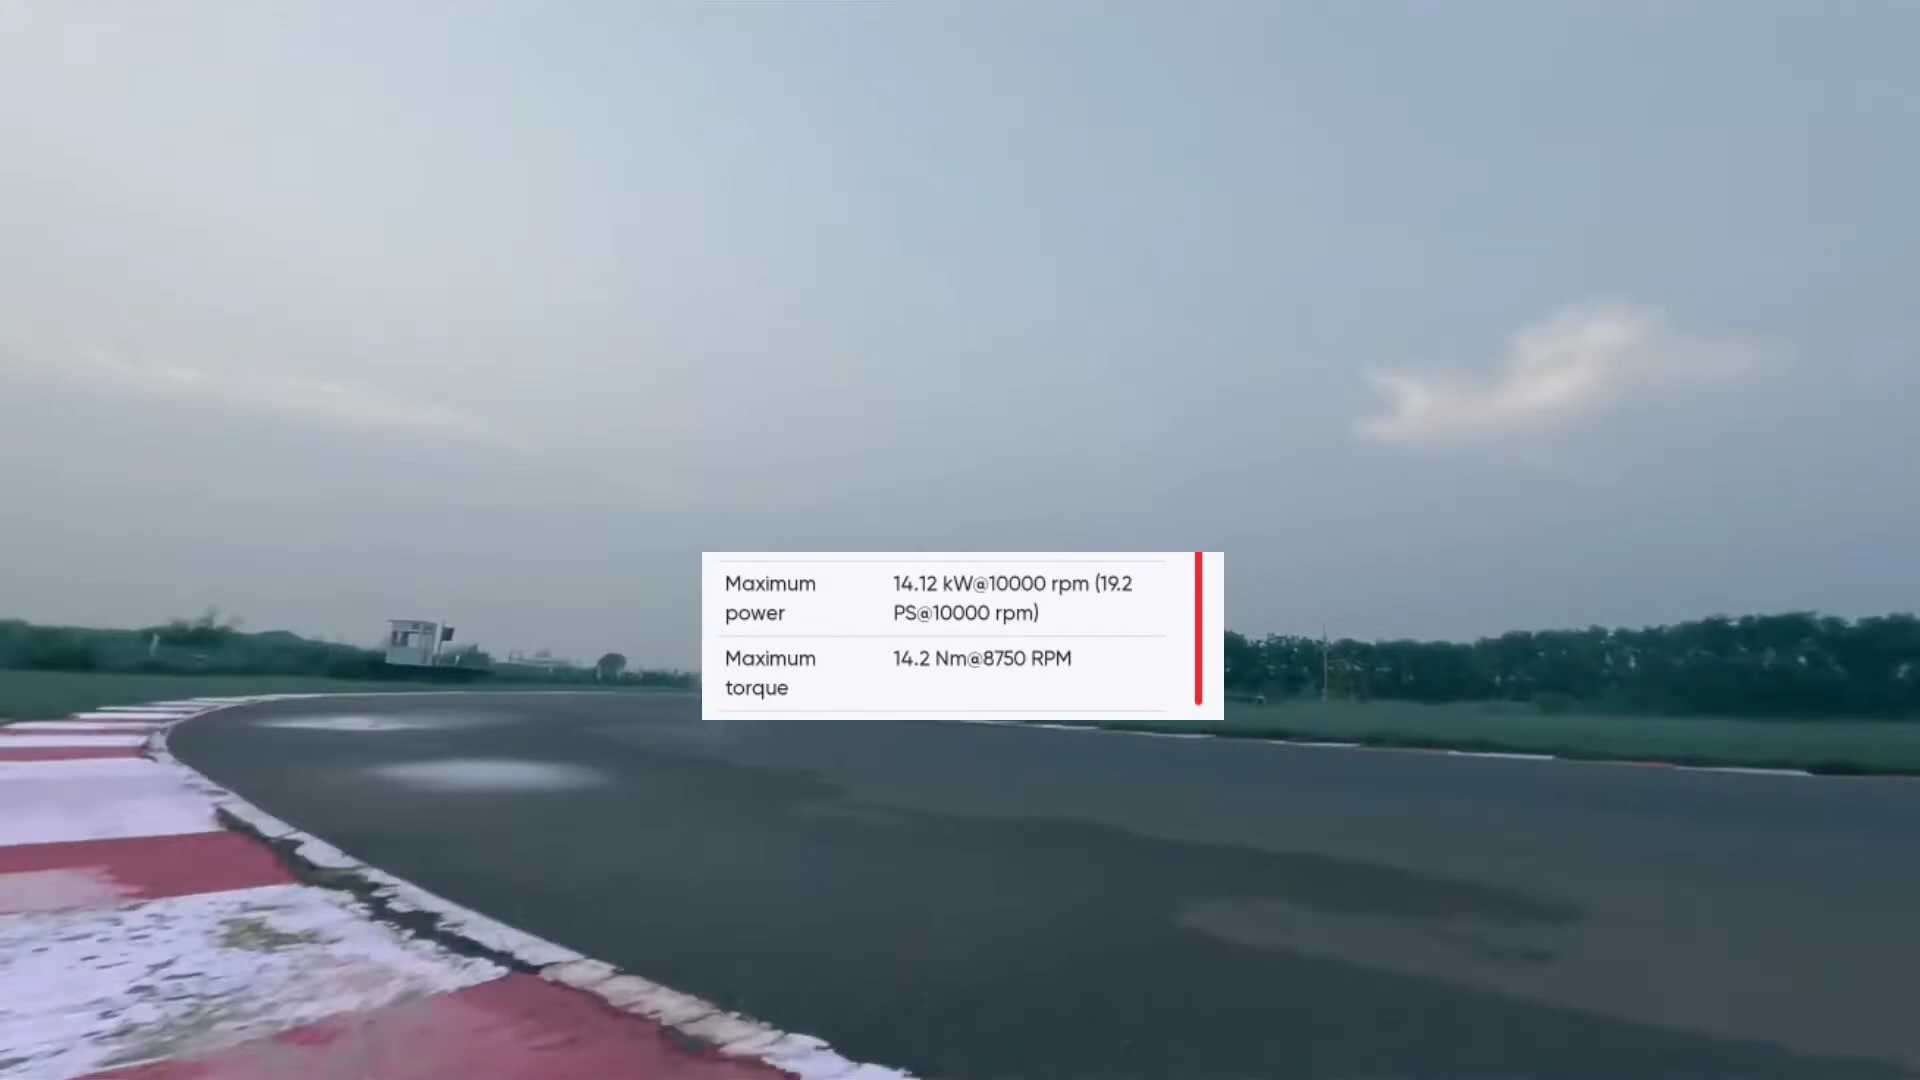 Maximum power
14.12 kW@10000 rpm (19.2 PS@10000 rpm)
Maximum torque
14.2 Nm@8750 RPM